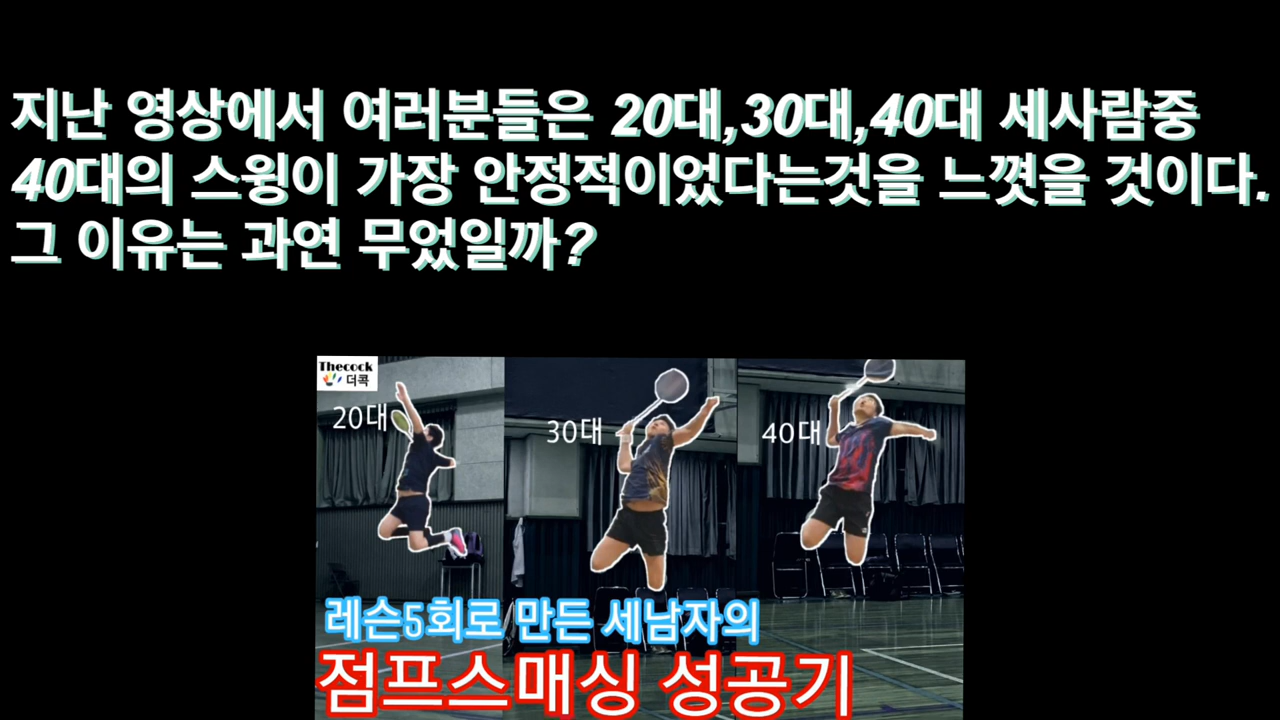 지난 영상에서 여러분들은 20대,30대,40대 세사람중
40대의 스윙이 가장 안정적이었다는것을 느꼈을 것이다.
그 이유는 과연 무었일까?
Thecock
더콕
20대
30대
40대
레슨5회로 만든 세남자의
점프스매싱 성공기